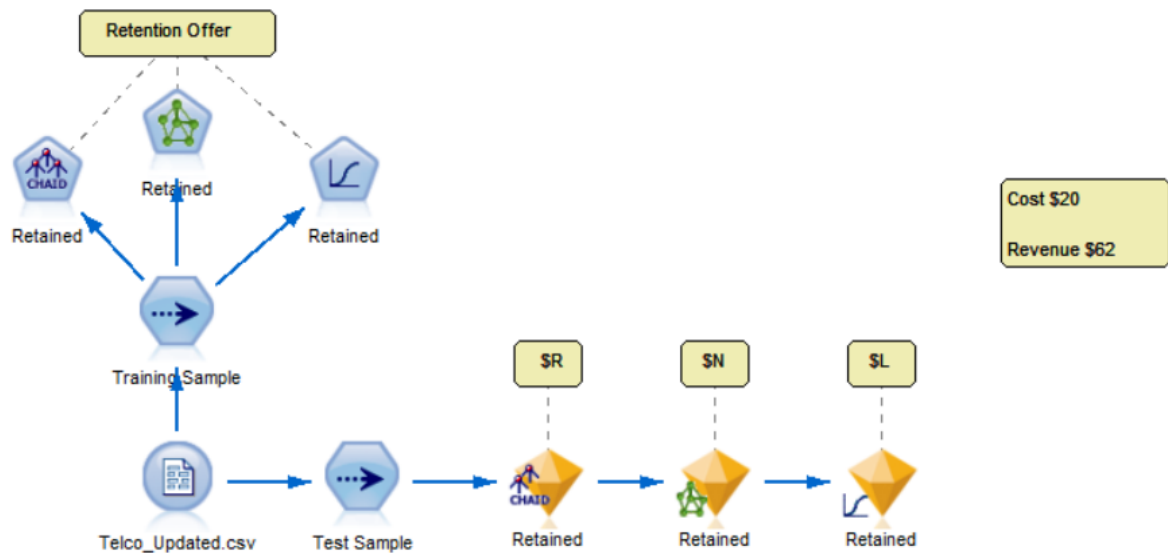 Retention Offer
CHAID
Retained
Retained
Retained
Cost $20
Revenue $62
Training Sample
$R
$N
$L
CHAID
Telco_Updated.csv
Test Sample
Retained
Retained
Retained